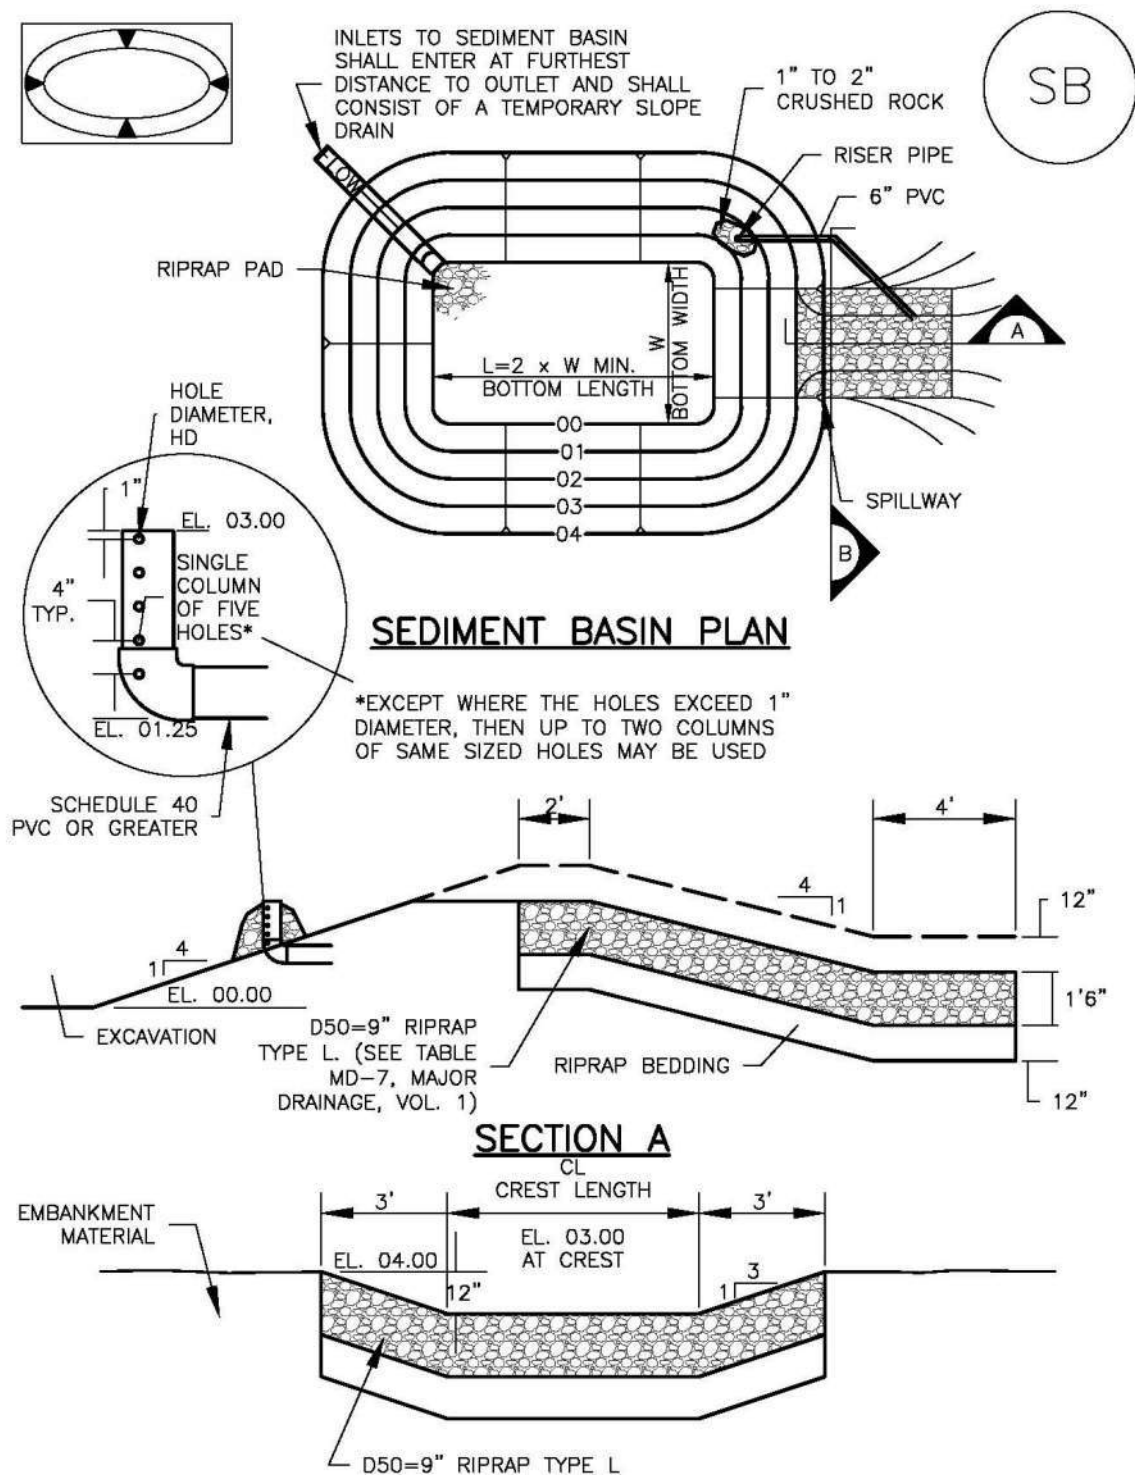 INLETS TO SEDIMENT BASIN
SHALL ENTER AT FURTHEST
DISTANCE TO OUTLET AND SHALL
CONSIST OF A TEMPORARY SLOPE
DRAIN
1" TO 2"
CRUSHED ROCK
SB
RISER PIPE
6" PVC
FLOW
RIPRAP PAD
W
BOTTOM WIDTH
L=2 x W MIN.
BOTTOM LENGTH
A
00
01
02
03
04
SPILLWAY
B
HOLE
DIAMETER,
HD
1"
EL. 03.00
4"
TYP.
SINGLE
COLUMN
OF FIVE
HOLES*
EL. 01.25
SEDIMENT BASIN PLAN
*EXCEPT WHERE THE HOLES EXCEED 1"
DIAMETER, THEN UP TO TWO COLUMNS
OF SAME SIZED HOLES MAY BE USED
SCHEDULE 40
PVC OR GREATER
2'
4'
4
1
12"
4
1
EL. 00.00
1'6"
EXCAVATION
D50=9" RIPRAP
TYPE L. (SEE TABLE
MD-7, MAJOR
DRAINAGE, VOL. 1)
RIPRAP BEDDING
12"
SECTION A
CL
CREST LENGTH
3'
3'
EMBANKMENT
MATERIAL
EL. 04.00
EL. 03.00
AT CREST
12"
3
1
D50=9" RIPRAP TYPE L